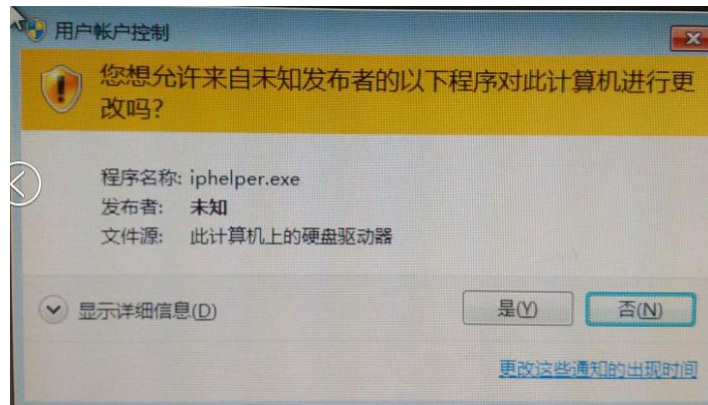 用户帐户控制
您想允许来自未知发布者的以下程序对此计算机进行更
改吗?
程序名称: iphelper.exe
发布者: 未知
文件源: 此计算机上的硬盘驱动器
显示详细信息(D)
是(Y)
否(N)
更改这些通知的出现时间